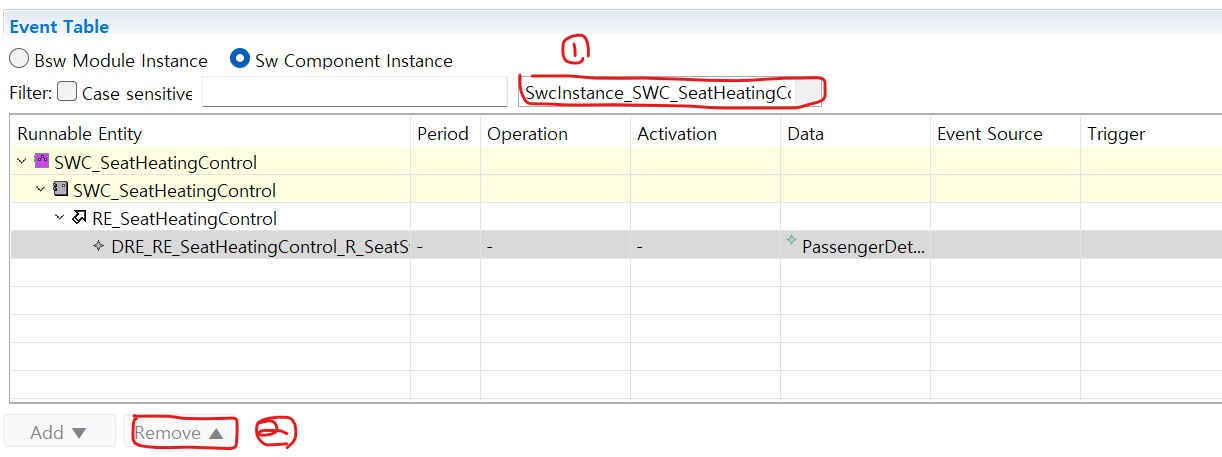 Event Table
Bsw Module Instance Sw Component Instance
1.
Filter: Case sensitive SwcInstance_SWC_SeatHeatingCo
Runnable Entity Period Operation Activation Data Event Source Trigger
SWC_SeatHeatingControl
SWC_SeatHeatingControl
RE_SeatHeatingControl
DRE_RE_SeatHeatingControl_R_SeatS - - - PassengerDet...
Add ▼ Remove ▲ 2.